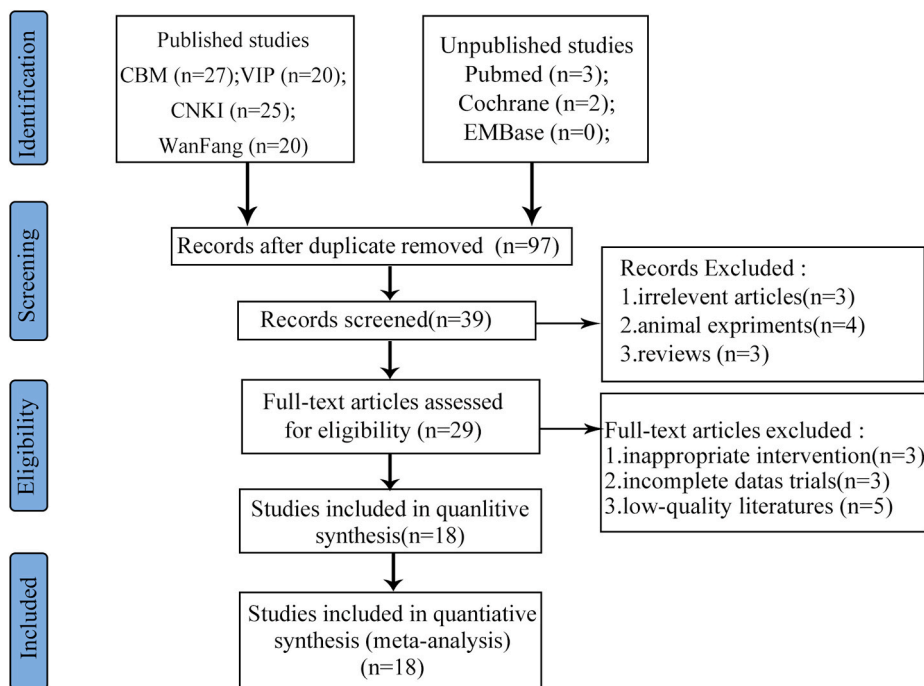 Identification
Published studies
CBM (n=27);VIP (n=20);
CNKI (n=25);
WanFang (n=20)
Unpublished studies
Pubmed (n=3);
Cochrane (n=2);
EMBase (n=0);
Screening
Records after duplicate removed (n=97)
Records screened(n=39)
Records Excluded :
1.irrelevent articles(n=3)
2.animal expriments(n=4)
3.reviews (n=3)
Eligibility
Full-text articles assessed
for eligibility (n=29)
Full-text articles excluded :
1.inappropriate intervention(n=3)
2.incomplete datas trials(n=3)
3.low-quality literatures (n=5)
Studies included in quanlitive
synthesis(n=18)
Included
Studies included in quantiative
synthesis (meta-analysis)
(n=18)